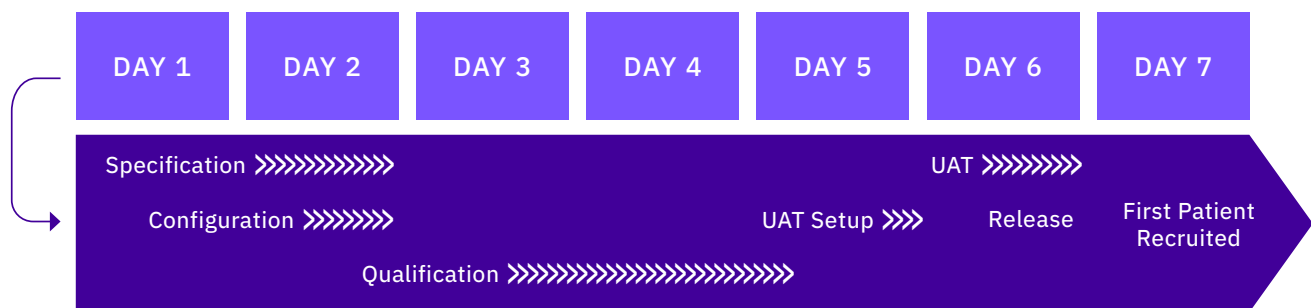 DAY 1 DAY 2 DAY 3 DAY 4 DAY 5 DAY 6 DAY 7
Specification UAT
Configuration UAT Setup Release First Patient
Recruited
Qualification